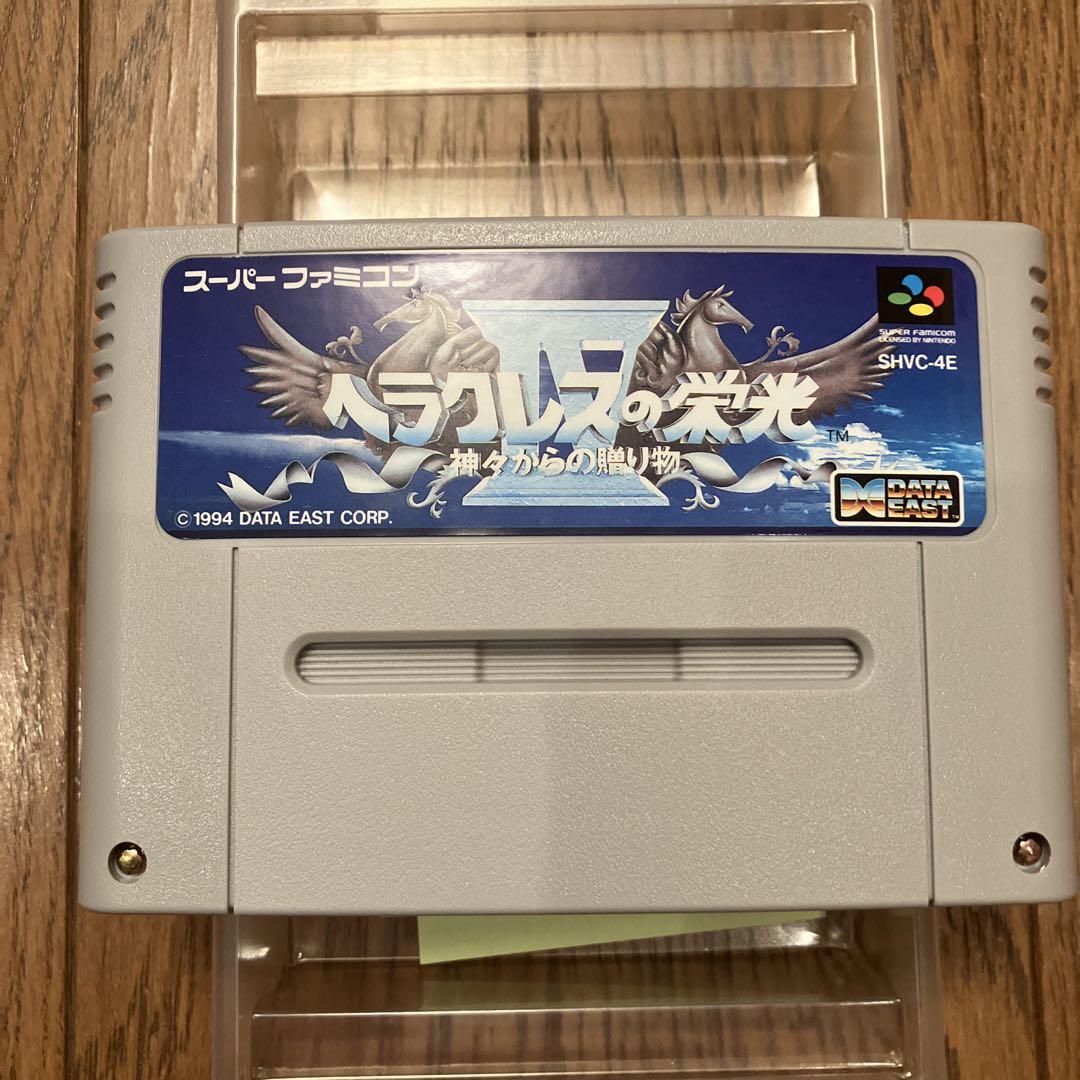 スーパーファミコン
SUPER FAMICOM
LICENSED BY NINTENDO
SHVC-4E
IV
ヘラクレスの栄光
TM
神々からの贈り物
© 1994 DATA EAST CORP.
DATA
EAST
TM